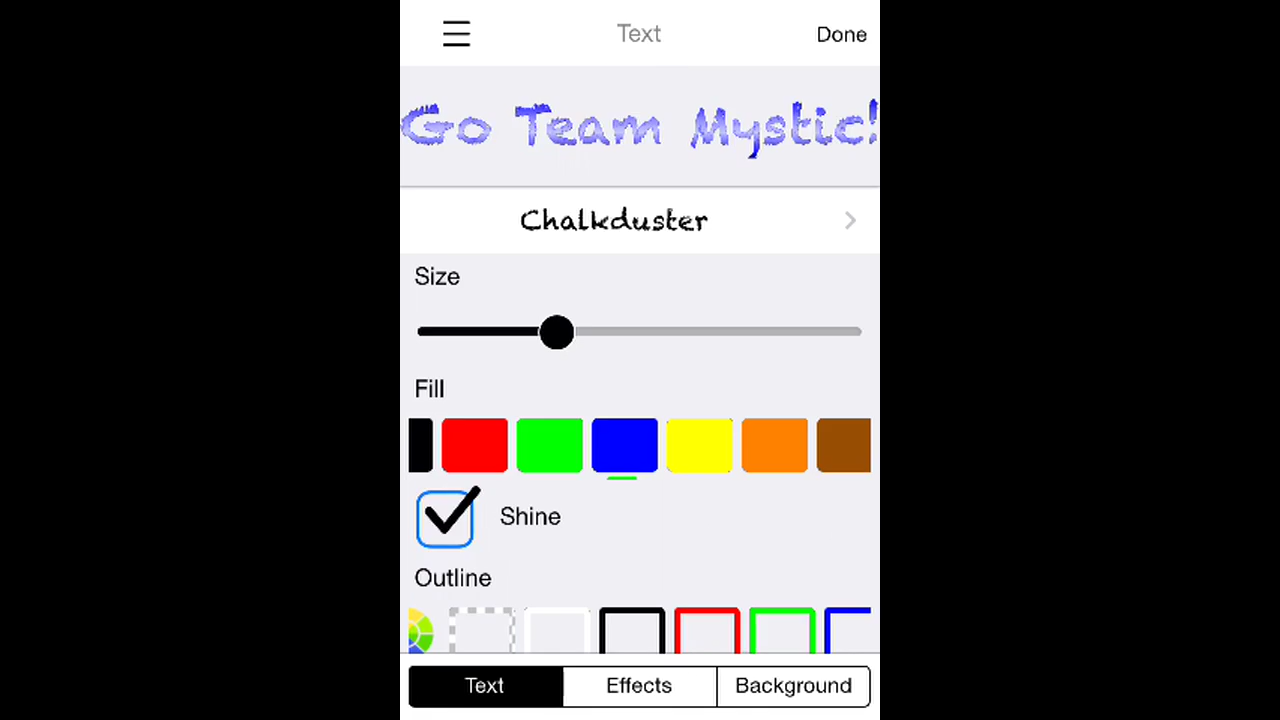 Text
Done
Go Team Mystic!
Chalkduster
Size
Fill
Shine
Outline
Text
Effects
Background